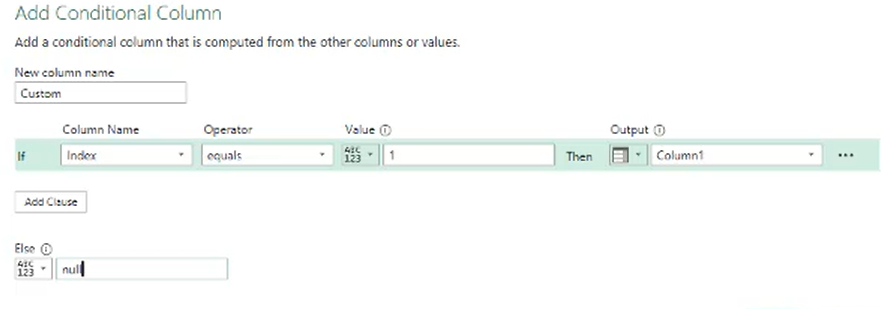 Add Conditional Column
Add a conditional column that is computed from the other columns or values.
New column name
Custom
Column Name Operator Value Output
If Index equals ABC 123 1 Then Column1 ...
Add Clause
Else
ABC 123 null